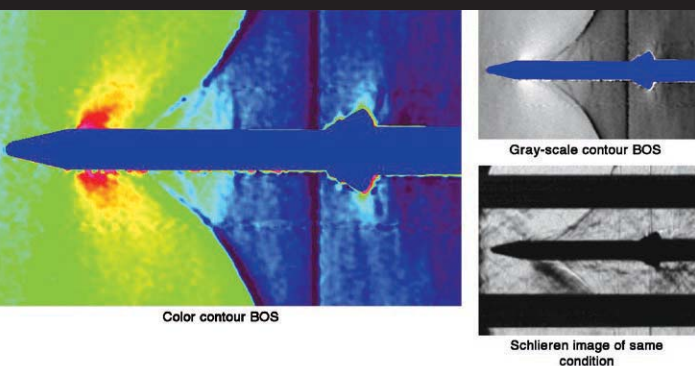 Gray-scale contour BOS
Color contour BOS
Schlieren image of same
condition